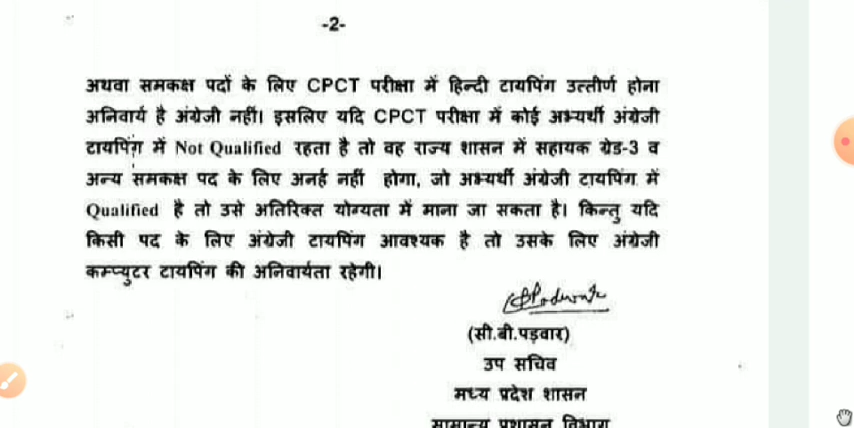 -2-
अथवा समकक्ष पदों के लिए CPCT परीक्षा में हिन्दी टायपिंग उत्तीर्ण होना
अनिवार्य है अंग्रेजी नहीं। इसलिए यदि CPCT परीक्षा में कोई अभ्यर्थी अंग्रेजी
टायपिंग में Not Qualified रहता है तो वह राज्य शासन में सहायक ग्रेड-3 व
अन्य समकक्ष पद के लिए अनर्ह नहीं होगा, जो अभ्यर्थी अंग्रेजी टायपिंग में
Qualified है तो उसे अतिरिक्त योग्यता में माना जा सकता है। किन्तु यदि
किसी पद के लिए अंग्रेजी टायपिंग आवश्यक है तो उसके लिए अंग्रेजी
कम्प्युटर टायपिंग की अनिवार्यता रहेगी।
(सी.बी.पड़वार)
उप सचिव
मध्य प्रदेश शासन
सामान्य प्रशासन विभाग